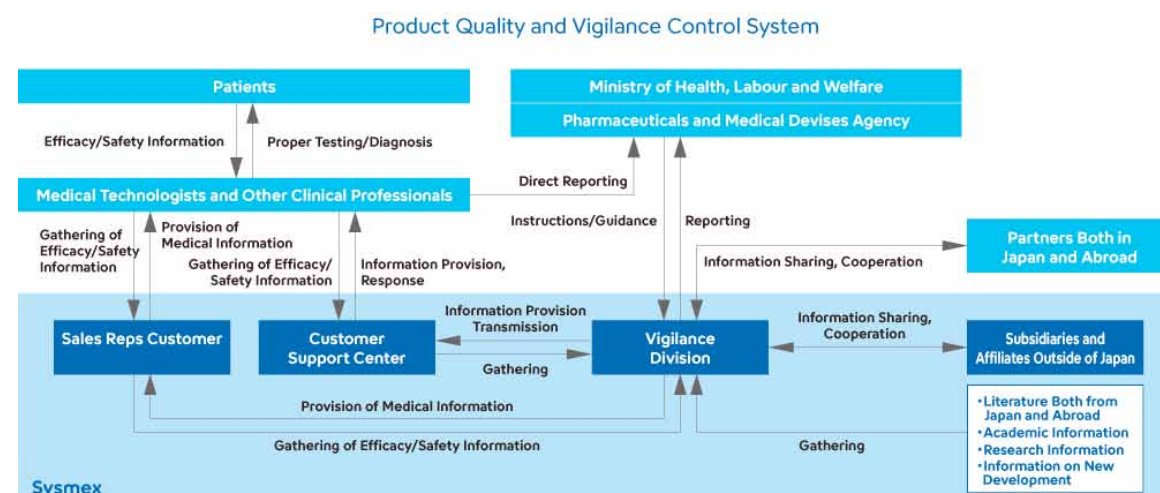 Product Quality and Vigilance Control System
Patients
Ministry of Health, Labour and Welfare
Pharmaceuticals and Medical Devises Agency
Efficacy/Safety Information
Proper Testing/Diagnosis
Medical Technologists and Other Clinical Professionals
Direct Reporting
Instructions/Guidance
Reporting
Gathering of
Efficacy/Safety
Information
Provision of
Medical Information
Gathering of Efficacy/
Safety Information
Information Provision,
Response
Information Sharing, Cooperation
Partners Both in
Japan and Abroad
Sales Reps Customer
Customer
Support Center
Information Provision
Transmission
Gathering
Vigilance
Division
Information Sharing,
Cooperation
Subsidiaries and
Affiliates Outside of Japan
Provision of Medical Information
Gathering of Efficacy/Safety Information
Gathering
•Literature Both from
Japan and Abroad
•Academic Information
•Research Information
•Information on New
Development
Sysmex